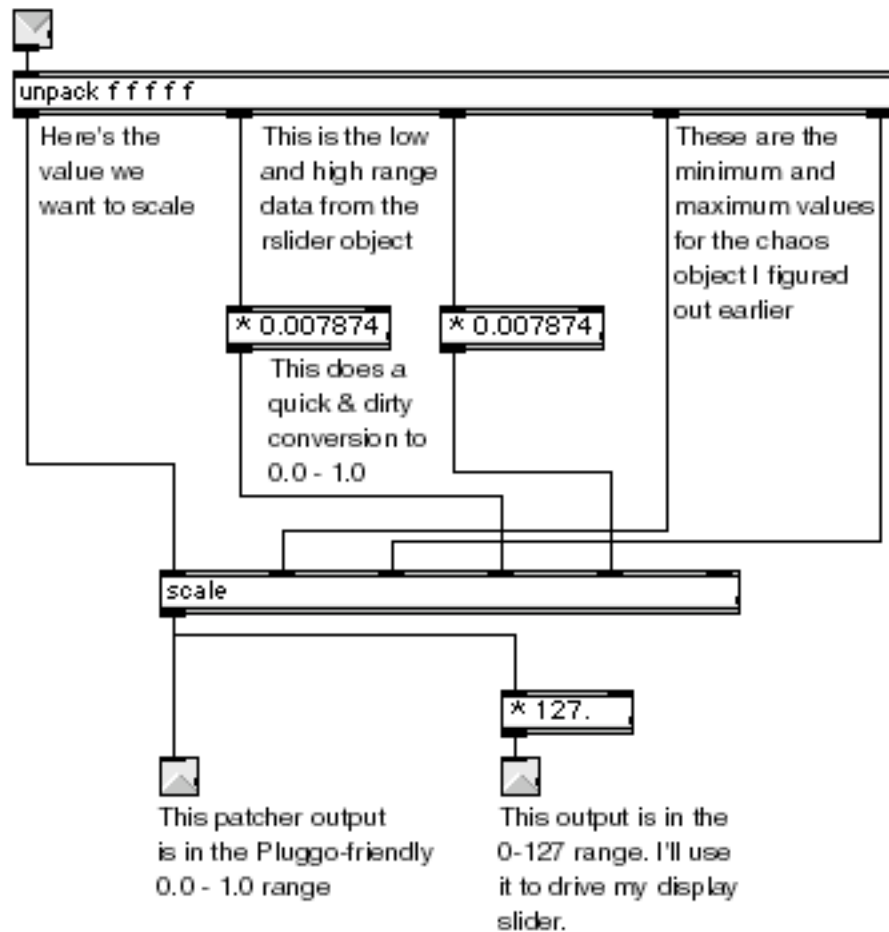 unpack f f f f f
Here's the
value we
want to scale
This is the low
and high range
data from the
rslider object
These are the
minimum and
maximum values
for the chaos
object I figured
out earlier
* 0.007874
* 0.007874
This does a
quick & dirty
conversion to
0.0 - 1.0
scale
* 127.
This patcher output
is in the Pluggo-friendly
0.0 - 1.0 range
This output is in the
0-127 range. I'll use
it to drive my display
slider.